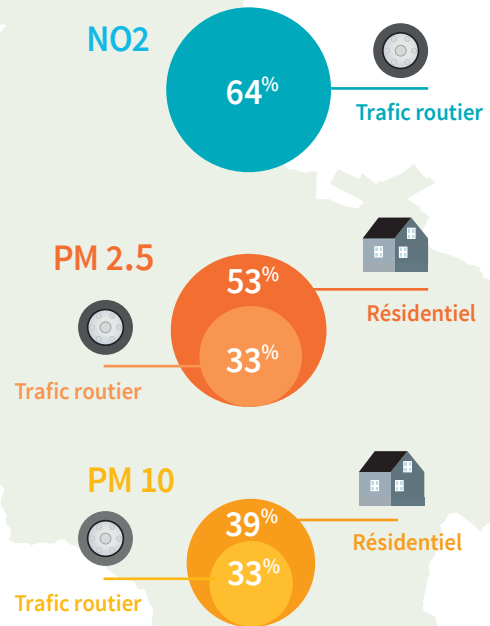 NO2
64%
Trafic routier
PM 2.5
53%
Résidentiel
33%
Trafic routier
PM 10
39%
Résidentiel
33%
Trafic routier